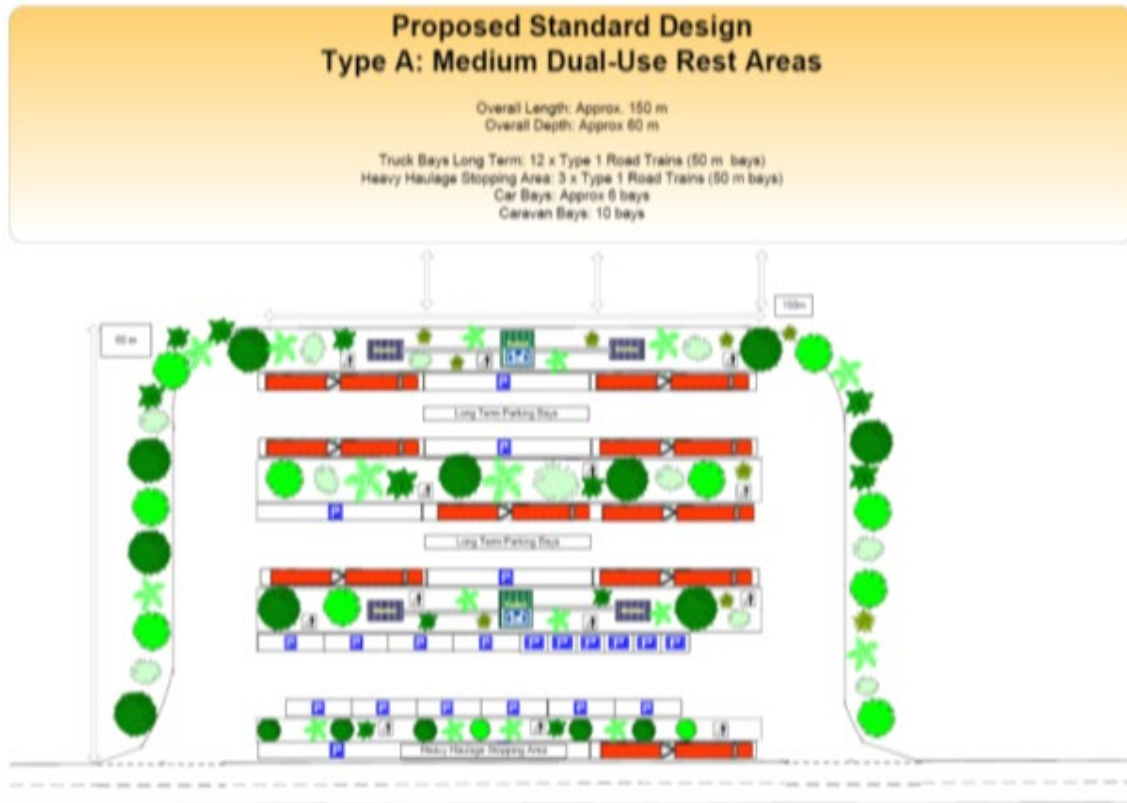 Proposed Standard Design
Type A: Medium Dual-Use Rest Areas
Overall Length: Approx. 150 m
Overall Depth: Approx 60 m
Truck Bays Long Term: 12 x Type 1 Road Trains (50 m bays)
Heavy Haulage Stopping Area: 3 x Type 1 Road Trains (50 m bays)
Car Bays: Approx 6 bays
Caravan Bays: 10 bays
150m
60 m
P
Long Term Parking Bays
P
P
Long Term Parking Bays
P
P P P P P P P P P P
P P P P P P
P Heavy Haulage Stopping Area